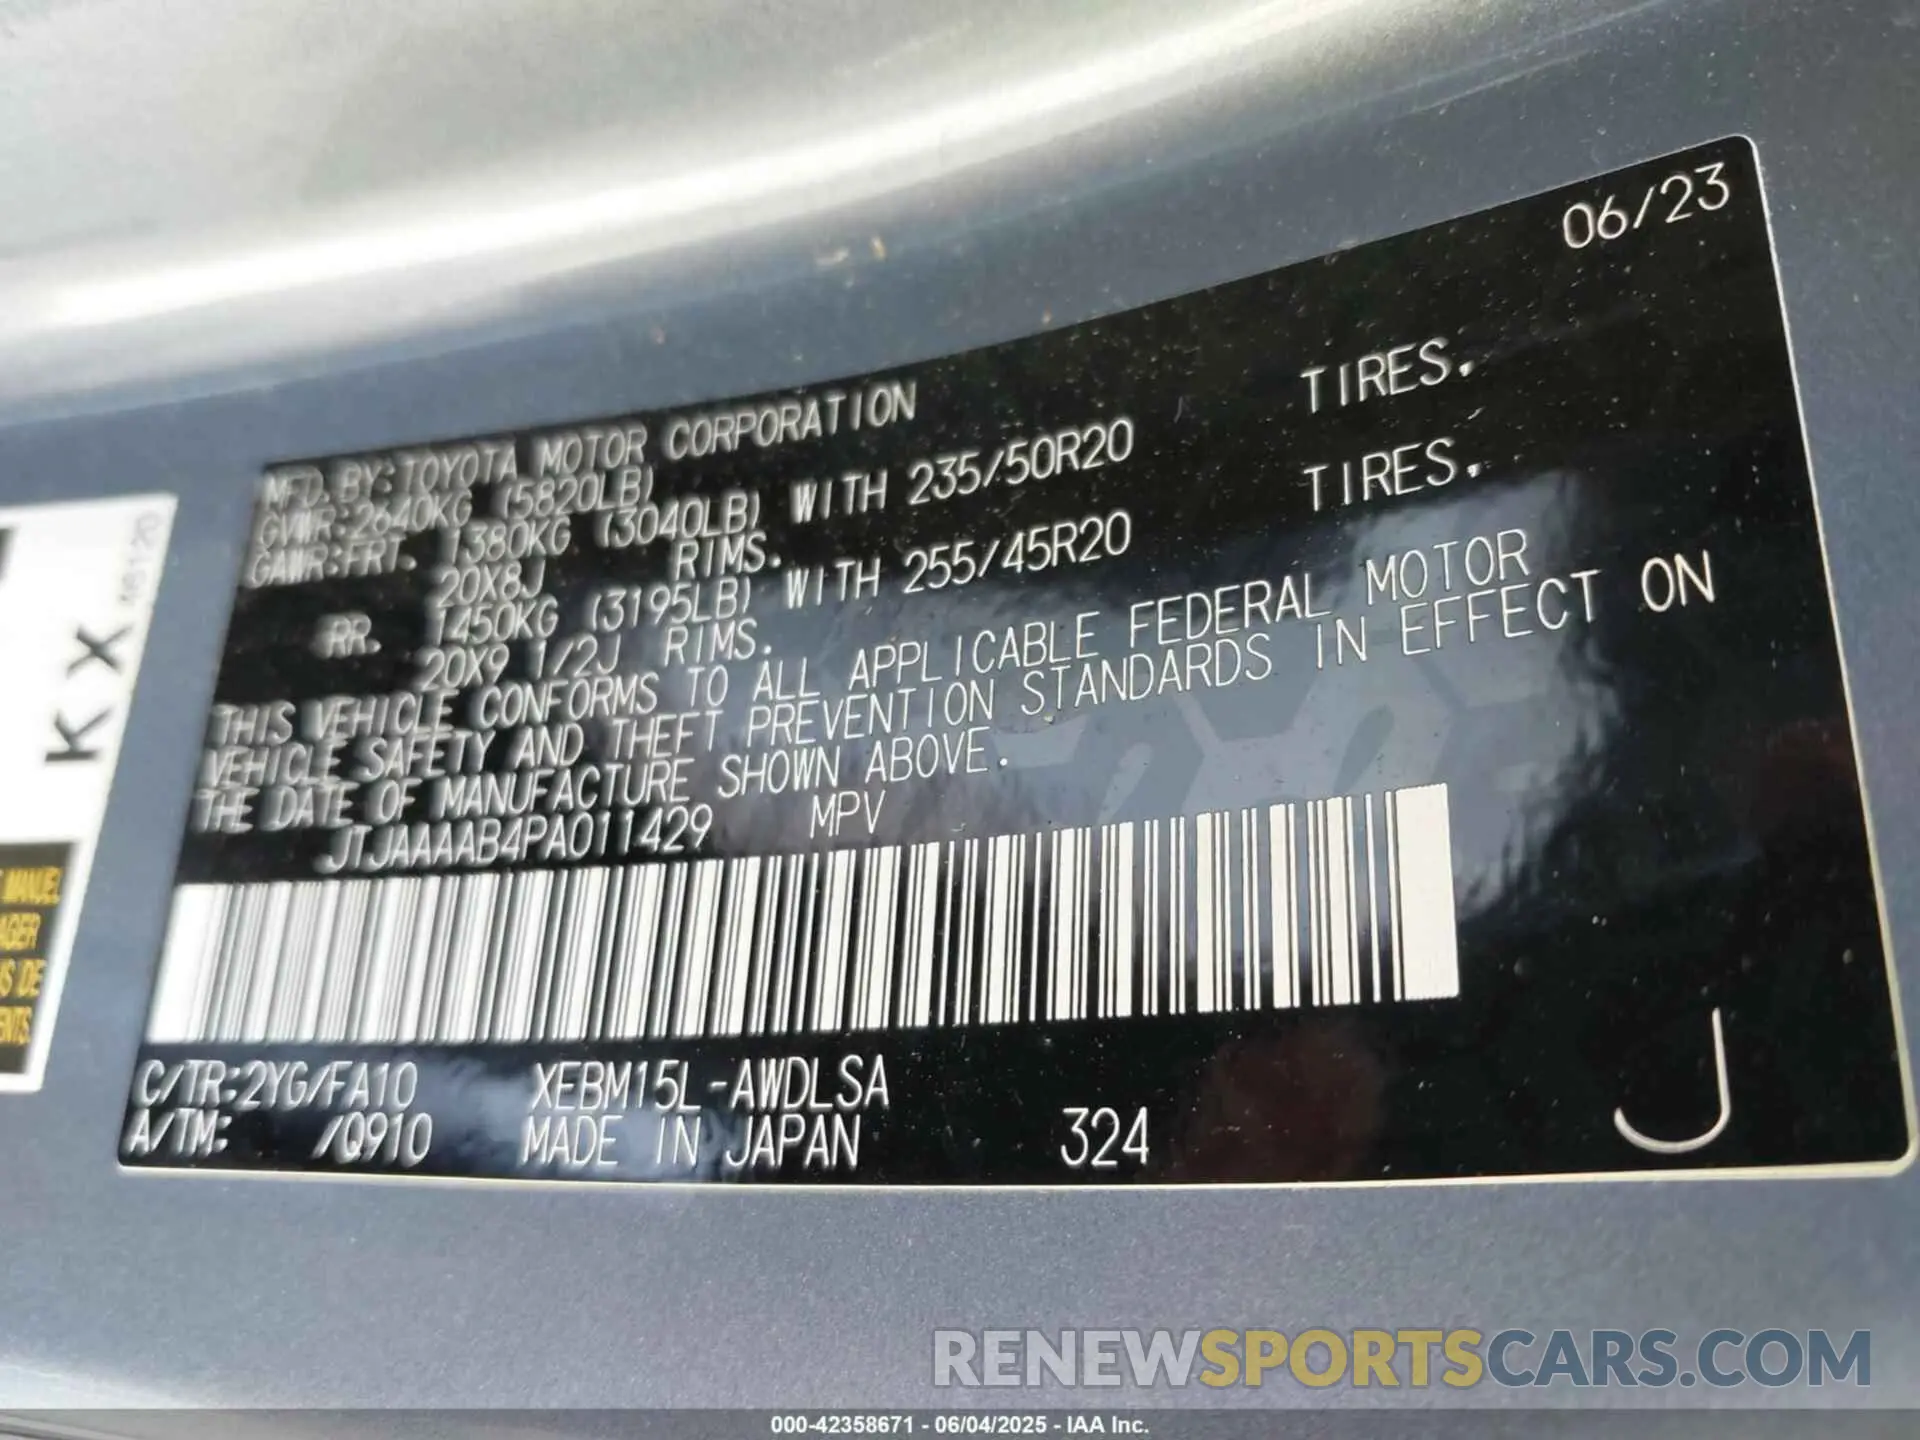 06/23
MFD.BY:TOYOTA MOTOR CORPORATION
GVWR:2640KG (5820LB)
GAWR:FRT. 1380KG (3040LB) WITH 235/50R20 TIRES,
20X8J RIMS.
RR. 1450KG (3195LB) WITH 255/45R20 TIRES,
20X9 1/2J RIMS.
THIS VEHICLE CONFORMS TO ALL APPLICABLE FEDERAL MOTOR
VEHICLE SAFETY AND THEFT PREVENTION STANDARDS IN EFFECT ON
THE DATE OF MANUFACTURE SHOWN ABOVE.
JTJAAAAB4PA011429 MPV
C/TR:2YG/FA10 XEBM15L-AWDLSA
A/TM: /Q910 MADE IN JAPAN 324
J
KX
46120
MANUEL
DE
RENEWSPORTSCARS.COM
000-42358671 - 06/04/2025 - IAA Inc.